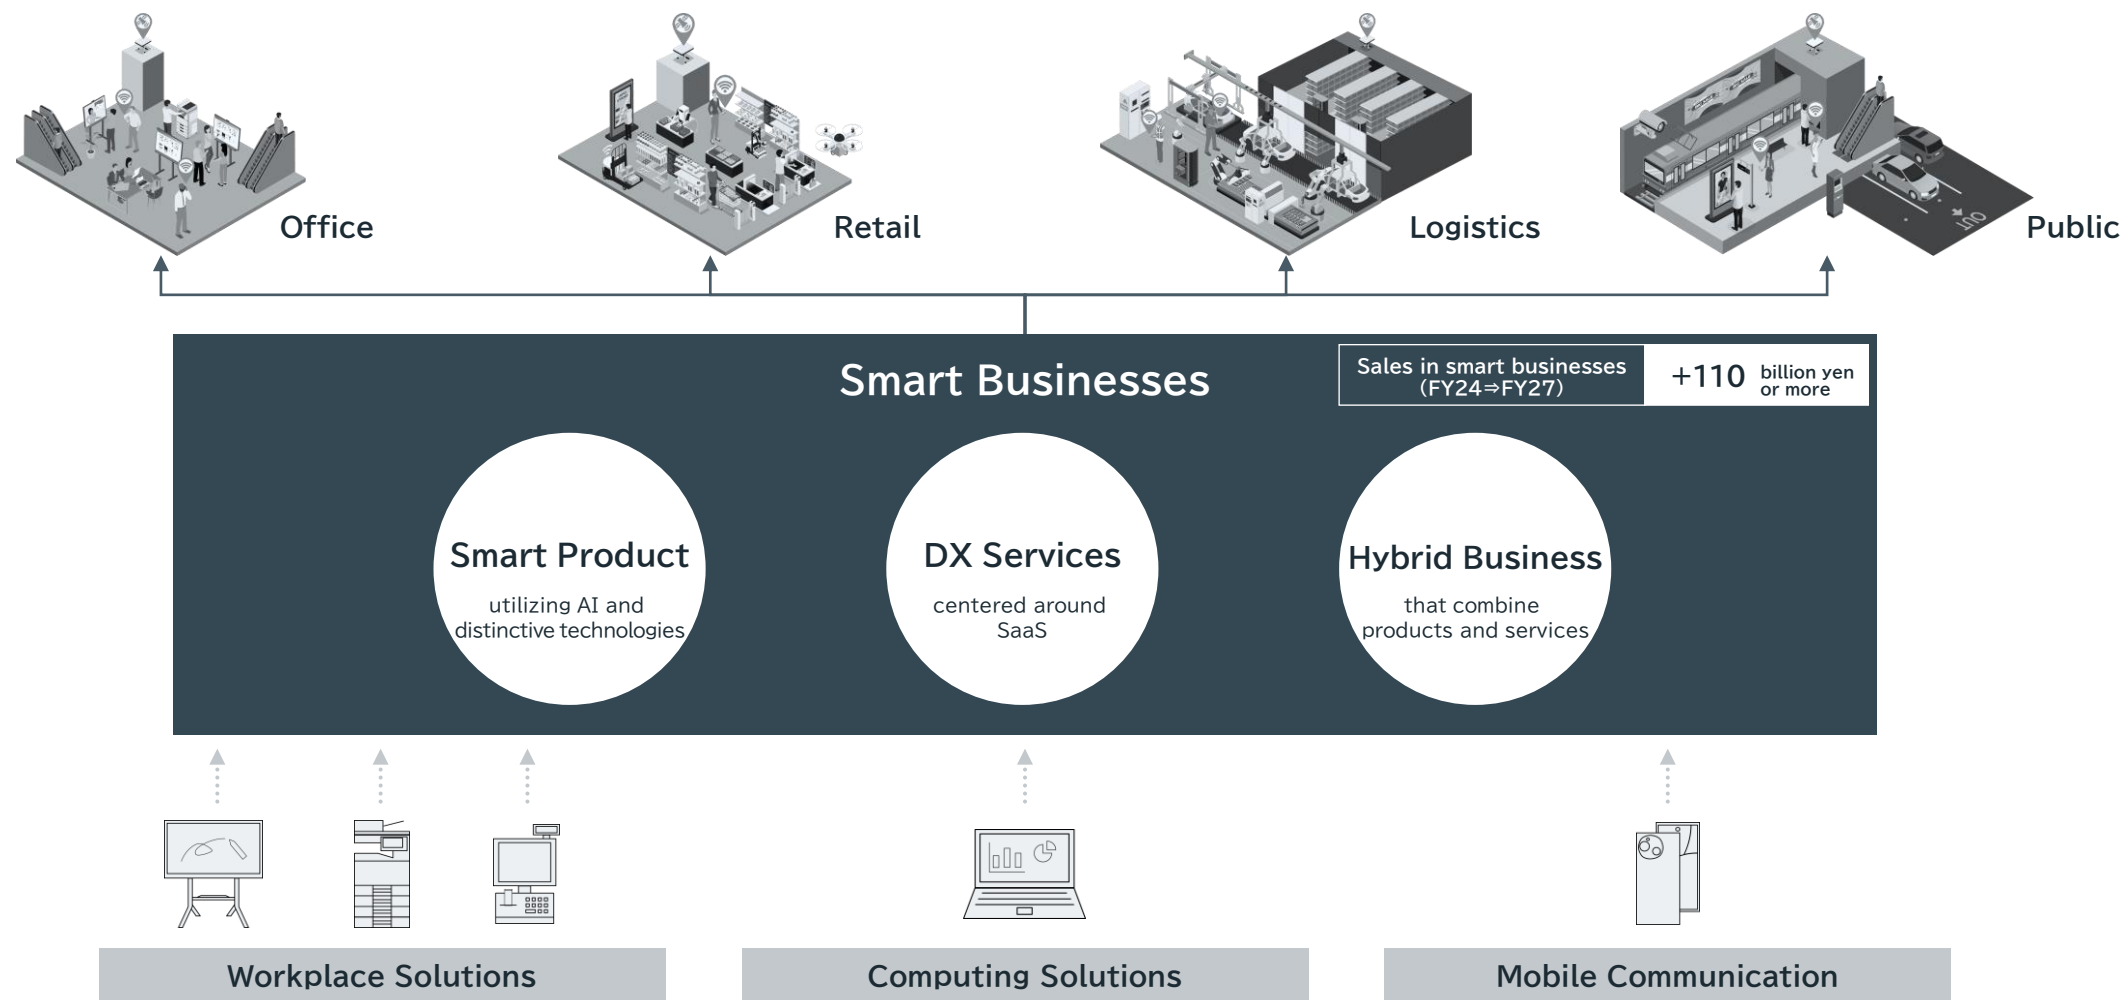 OUT
Office
Retail
Logistics
Public
Smart Businesses
Sales in smart businesses
(FY24⇒FY27)
+110 billion yen
or more
Smart Product
utilizing AI and
distinctive technologies
DX Services
centered around
SaaS
Hybrid Business
that combine
products and services
Workplace Solutions
Computing Solutions
Mobile Communication